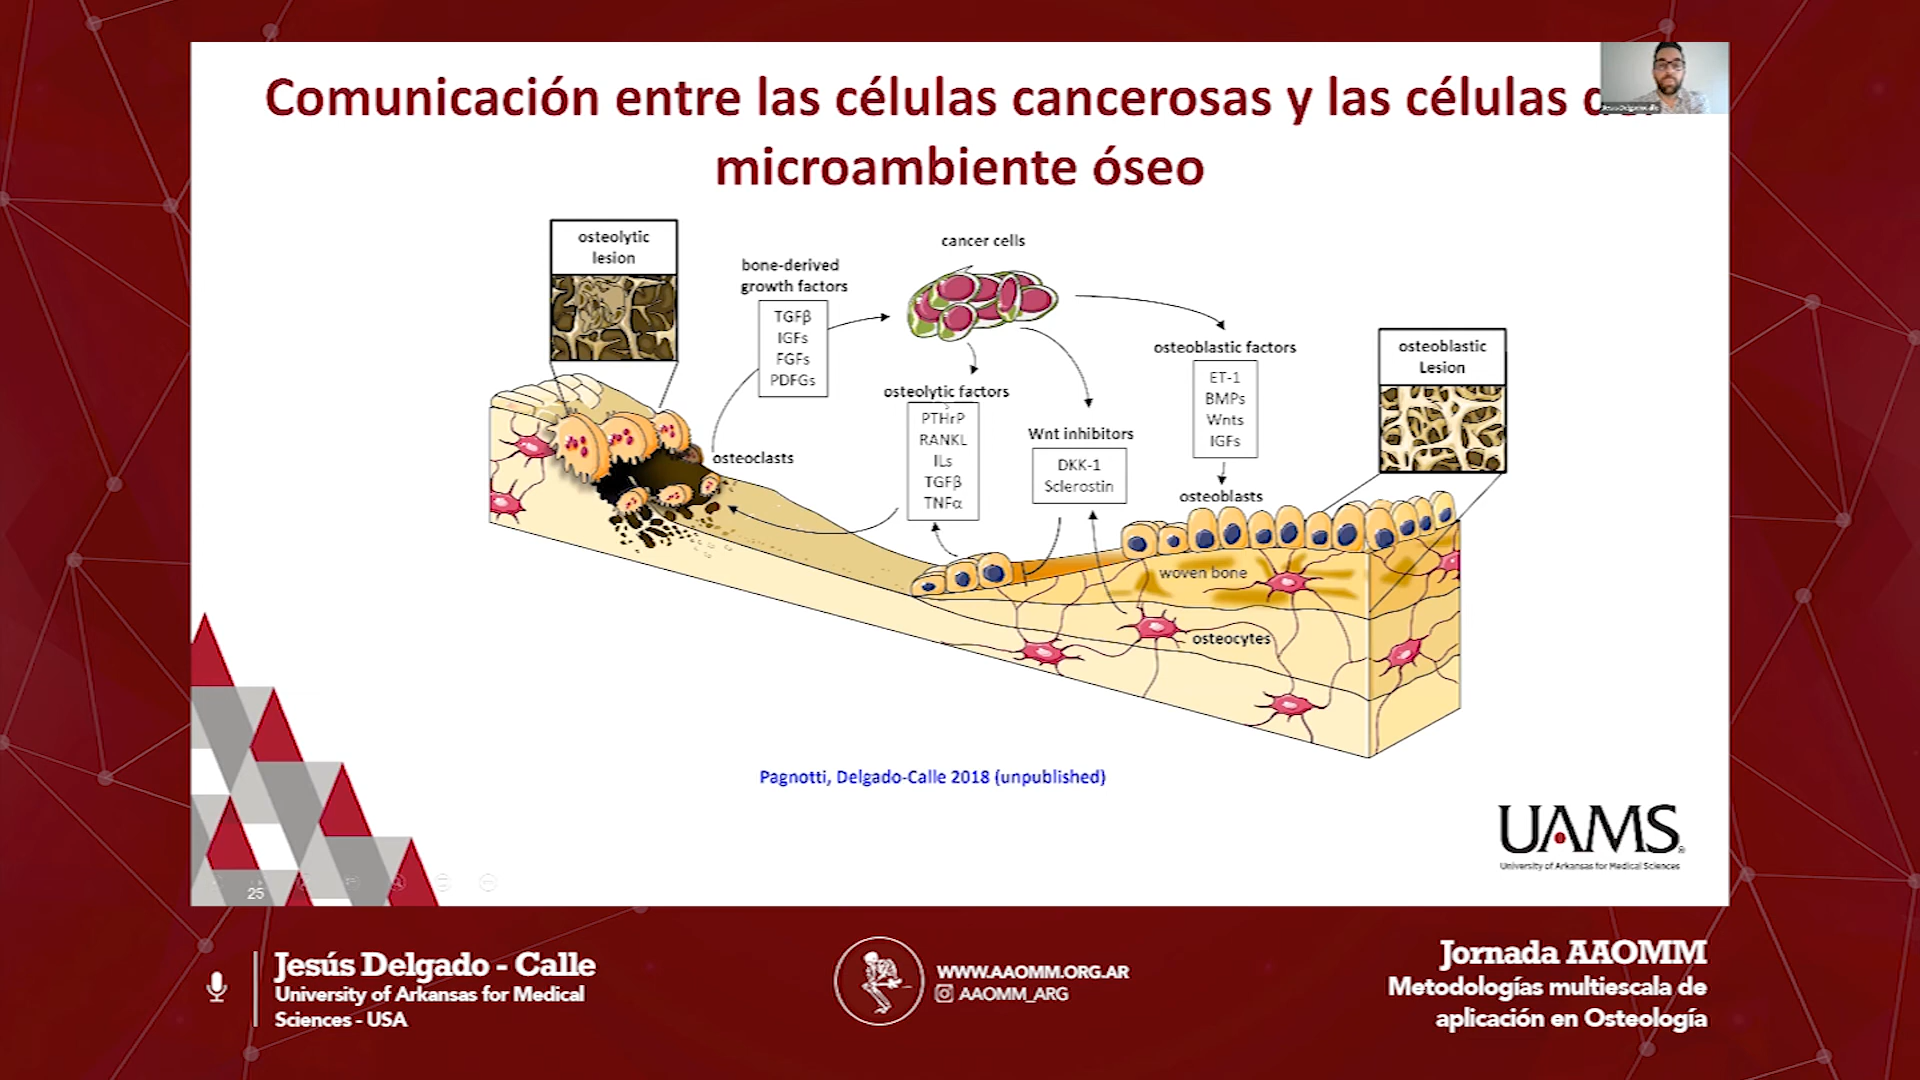 Comunicación entre las células cancerosas y las células
microambiente óseo
osteolytic
lesion
bone-derived
growth factors
TGFβ
IGFs
FGFs
PDFGs
cancer cells
osteolytic factors
PTHrP
RANKL
ILs
TGFβ
TNFα
Wnt inhibitors
DKK-1
Sclerostin
osteoblastic factors
ET-1
BMPs
Wnts
IGFs
osteoblasts
osteoblastic
Lesion
osteoclasts
woven bone
osteocytes
Pagnotti, Delgado-Calle 2018 (unpublished)
UAMS
University of Arkansas for Medical Sciences
25
Jesús Delgado - Calle
University of Arkansas for Medical
Sciences - USA
WWW.AAOMM.ORG.AR
AAOMM_ARG
Jornada AAOMM
Metodologías multiescala de
aplicación en Osteología